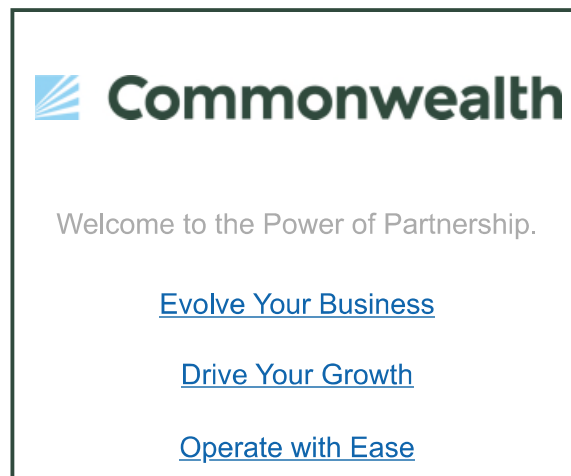 Commonwealth
Welcome to the Power of Partnership.
Evolve Your Business
Drive Your Growth
Operate with Ease